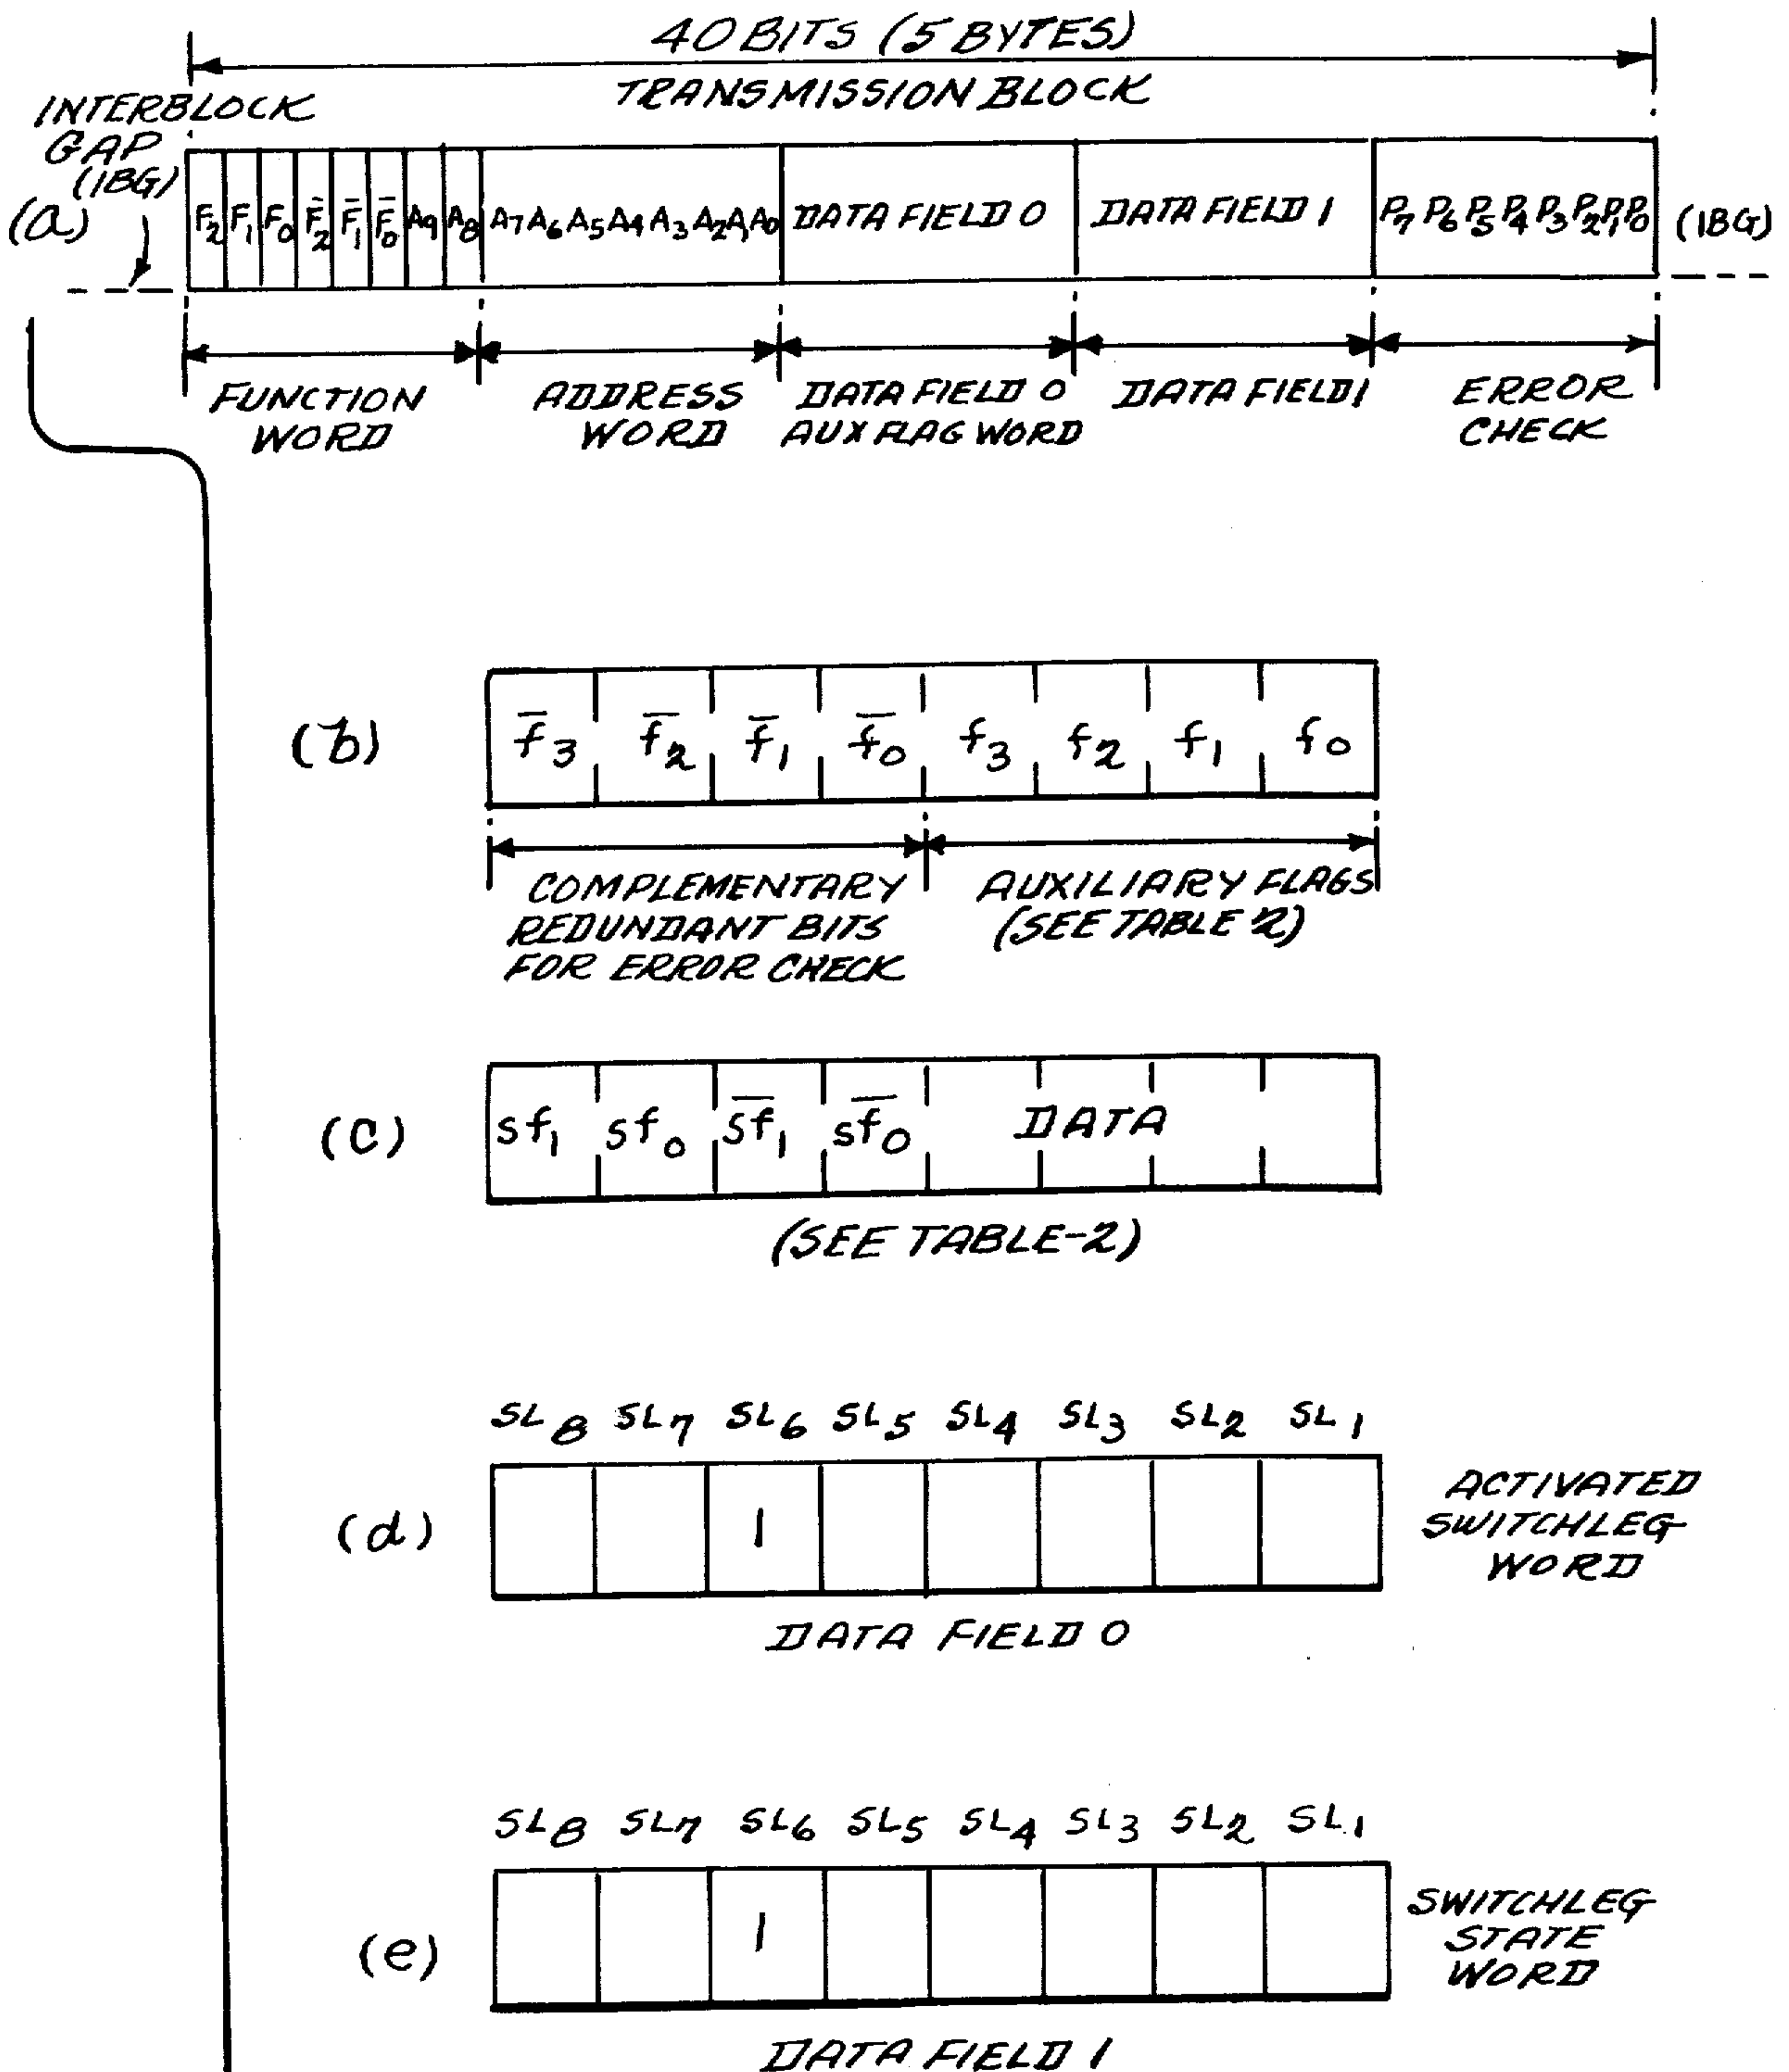 40 BITS (5 BYTES)
TRANSMISSION BLOCK
INTERBLOCK
GAP
(IBG)
(a)
F₂ F₁ F₀ F̄₂ F̄₁ F̄₀ A₉ A₈ A₇ A₆ A₅ A₄ A₃ A₂ A₁ A₀ DATA FIELD 0 DATA FIELD 1 P₇ P₆ P₅ P₄ P₃ P₂ P₁ P₀ (IBG)
FUNCTION
WORD
ADDRESS
WORD
DATA FIELD 0
AUX FLAG WORD
DATA FIELD 1
ERROR
CHECK
(b)
f̄₃ f̄₂ f̄₁ f̄₀ f₃ f₂ f₁ f₀
COMPLEMENTARY
REDUNDANT BITS
FOR ERROR CHECK
AUXILIARY FLAGS
(SEE TABLE 2)
(c)
sf₁ sf₀ s̄f̄₁ s̄f̄₀ DATA
(SEE TABLE-2)
SL₈ SL₇ SL₆ SL₅ SL₄ SL₃ SL₂ SL₁
(d)
1
ACTIVATED
SWITCHLEG
WORD
DATA FIELD 0
SL₈ SL₇ SL₆ SL₅ SL₄ SL₃ SL₂ SL₁
(e)
1
SWITCHLEG
STATE
WORD
DATA FIELD 1